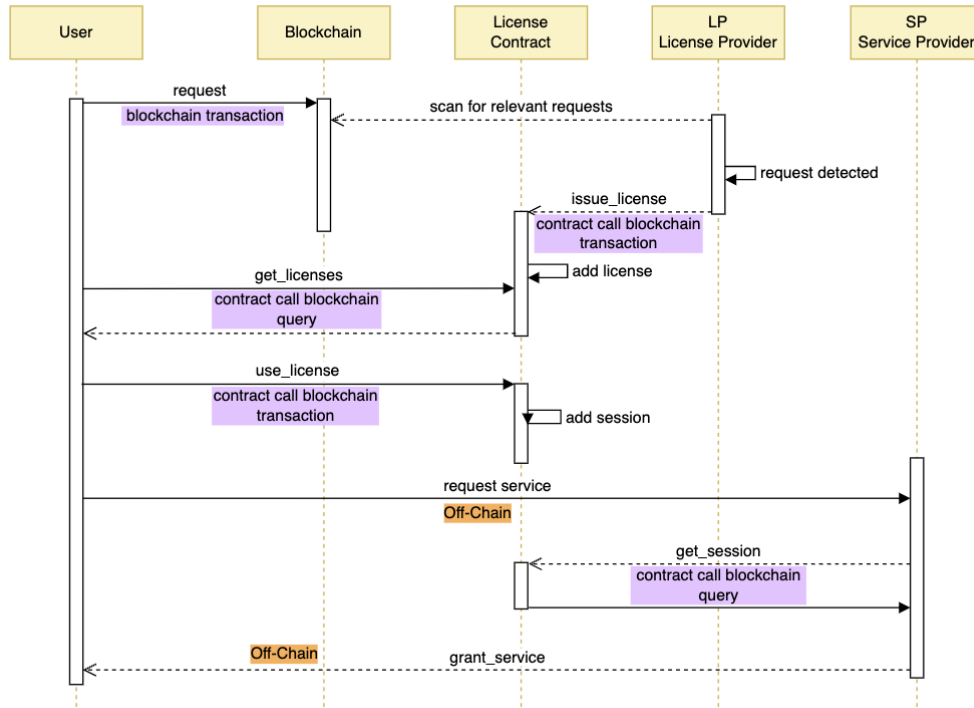 User
Blockchain
License
Contract
LP
License Provider
SP
Service Provider
request
blockchain transaction
scan for relevant requests
request detected
issue_license
contract call blockchain
transaction
add license
get_licenses
contract call blockchain
query
use_license
contract call blockchain
transaction
add session
request service
Off-Chain
get_session
contract call blockchain
query
Off-Chain
grant_service